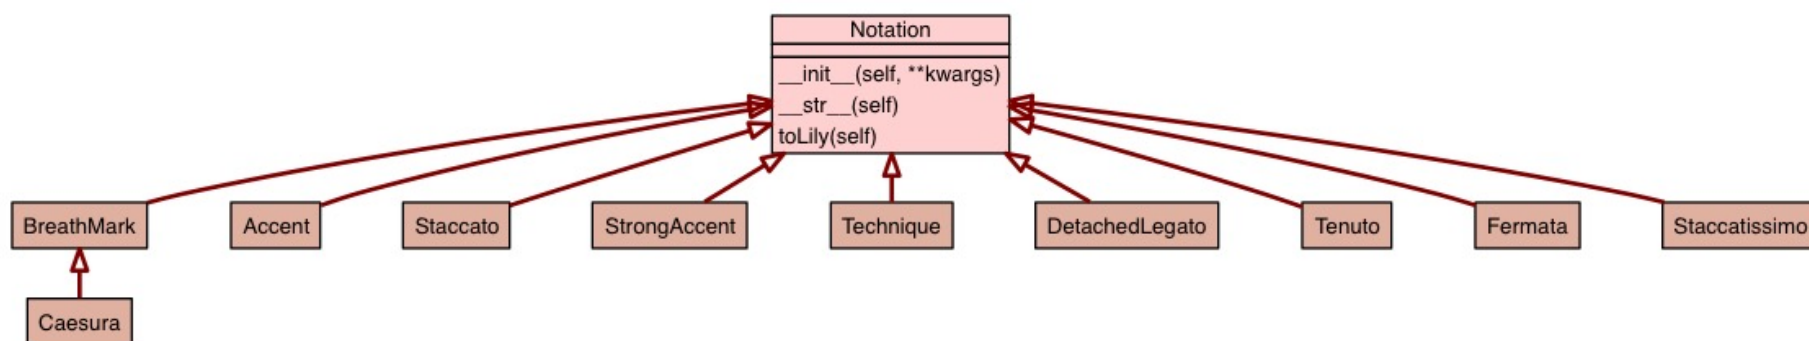 Notation
__init__(self, **kwargs)
__str__(self)
toLily(self)
BreathMark
Accent
Staccato
StrongAccent
Technique
DetachedLegato
Tenuto
Fermata
Staccatissimo
Caesura